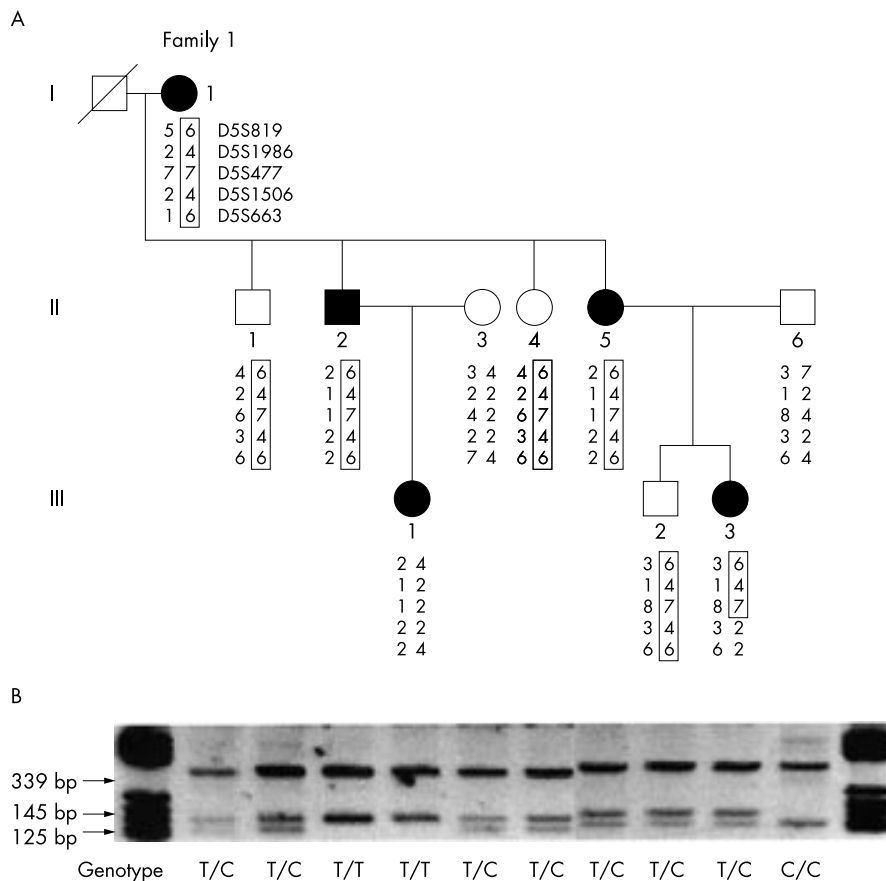 A
Family 1
I
1
5 6 D5S819
2 4 D5S1986
7 7 D5S477
2 4 D5S1506
1 6 D5S663
II
1 2 3 4 5 6
4 6 2 6 3 4 4 6 2 6 3 7
2 4 1 4 2 2 2 4 1 4 1 2
6 7 1 7 4 2 6 7 1 7 8 4
3 4 2 4 2 2 3 4 2 4 3 2
6 6 2 6 7 4 6 6 2 6 6 4
III
1 2 3
2 4 3 6 3 6
1 2 1 4 1 4
1 2 8 7 8 7
2 2 3 4 3 2
2 4 6 6 6 2
B
339 bp
145 bp
125 bp
Genotype T/C T/C T/T T/T T/C T/C T/C T/C T/C C/C